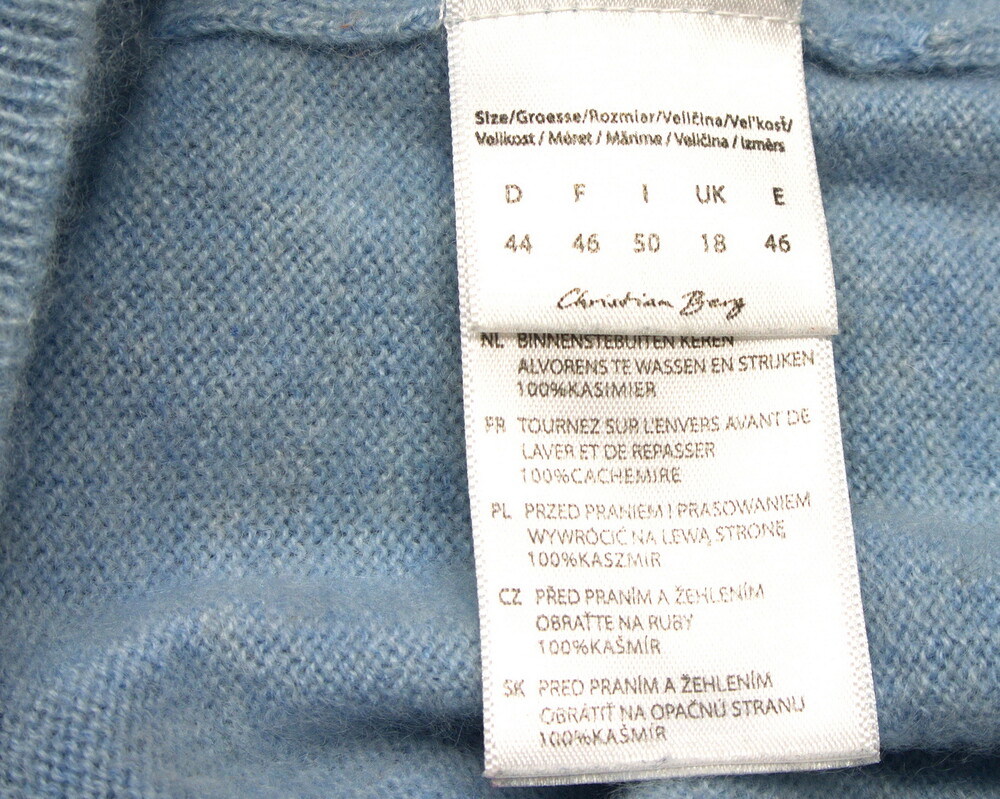 Size/Groesse/Rozmiar/Veličina/Veľkosť/
Velikost / Méret / Mărime / Veličina / Izmērs
D F I UK E
44 46 50 18 46
Christian Berg
NL BINNENSTEBUITEN KEREN
ALVORENS TE WASSEN EN STRIJKEN
100%KASJMIER
FR TOURNEZ SUR L'ENVERS AVANT DE
LAVER ET DE REPASSER
100%CACHEMIRE
PL PRZED PRANIEM I PRASOWANIEM
WYWRÓCIĆ NA LEWĄ STRONĘ
100%KASZMIR
CZ PŘED PRANÍM A ŽEHLENÍM
OBRAŤTE NA RUBY
100%KAŠMÍR
SK PRED PRANÍM A ŽEHLENÍM
OBRÁTIŤ NA OPAČNÚ STRANU
100%KAŠMÍR